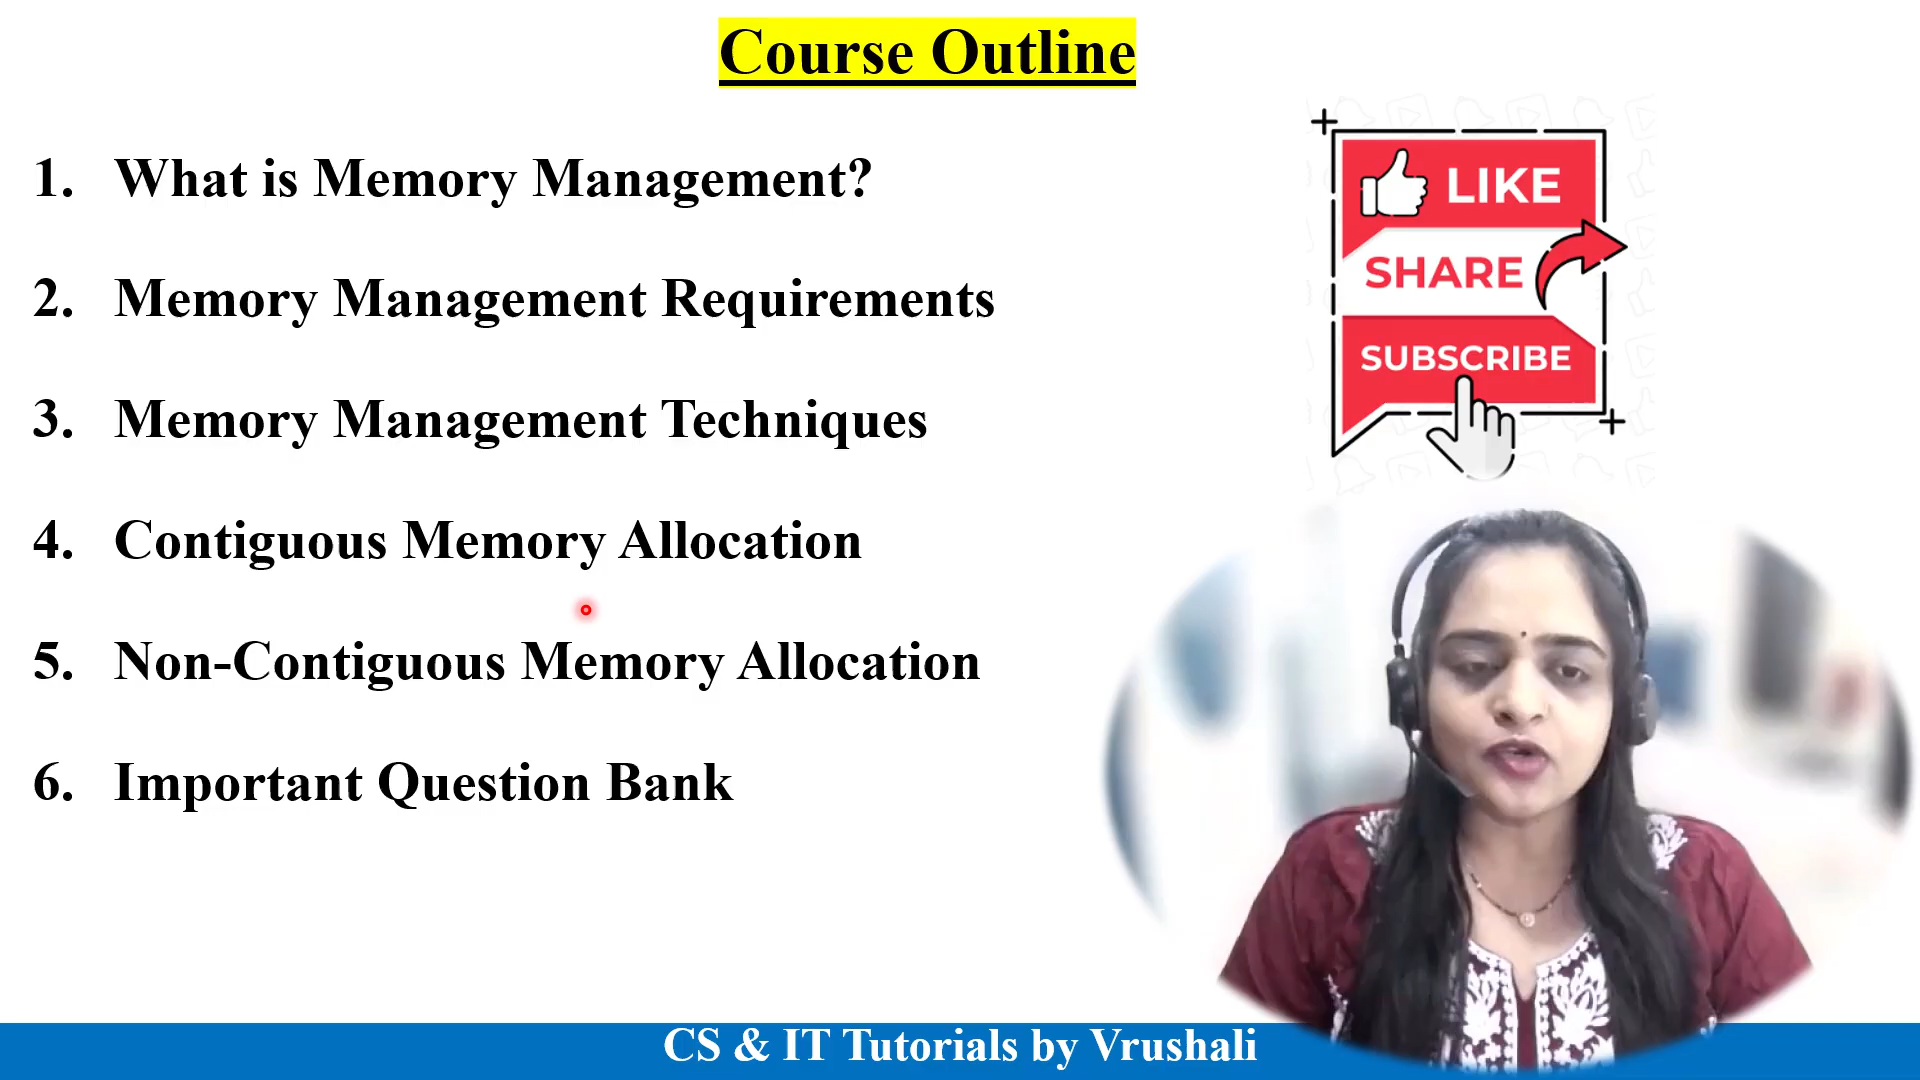 Course Outline
1. What is Memory Management?
2. Memory Management Requirements
3. Memory Management Techniques
4. Contiguous Memory Allocation
5. Non-Contiguous Memory Allocation
6. Important Question Bank
LIKE
SHARE
SUBSCRIBE
CS & IT Tutorials by Vrushali